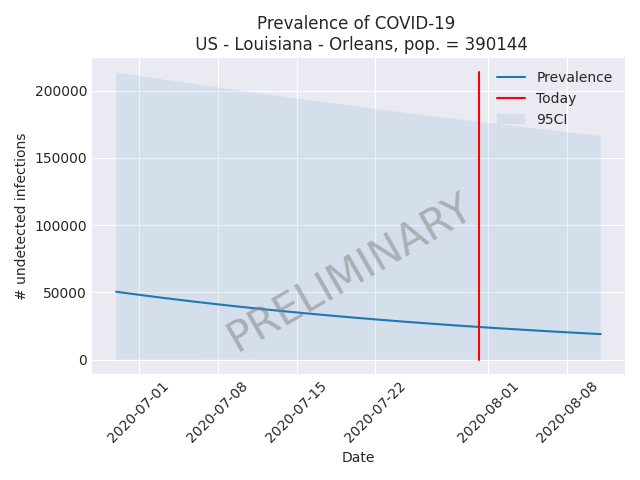 Prevalence of COVID-19
US - Louisiana - Orleans, pop. = 390144
Prevalence
Today
95CI
200000
150000
100000
50000
0
# undetected infections
PRELIMINARY
2020-07-01
2020-07-08
2020-07-15
2020-07-22
2020-08-01
2020-08-08
Date